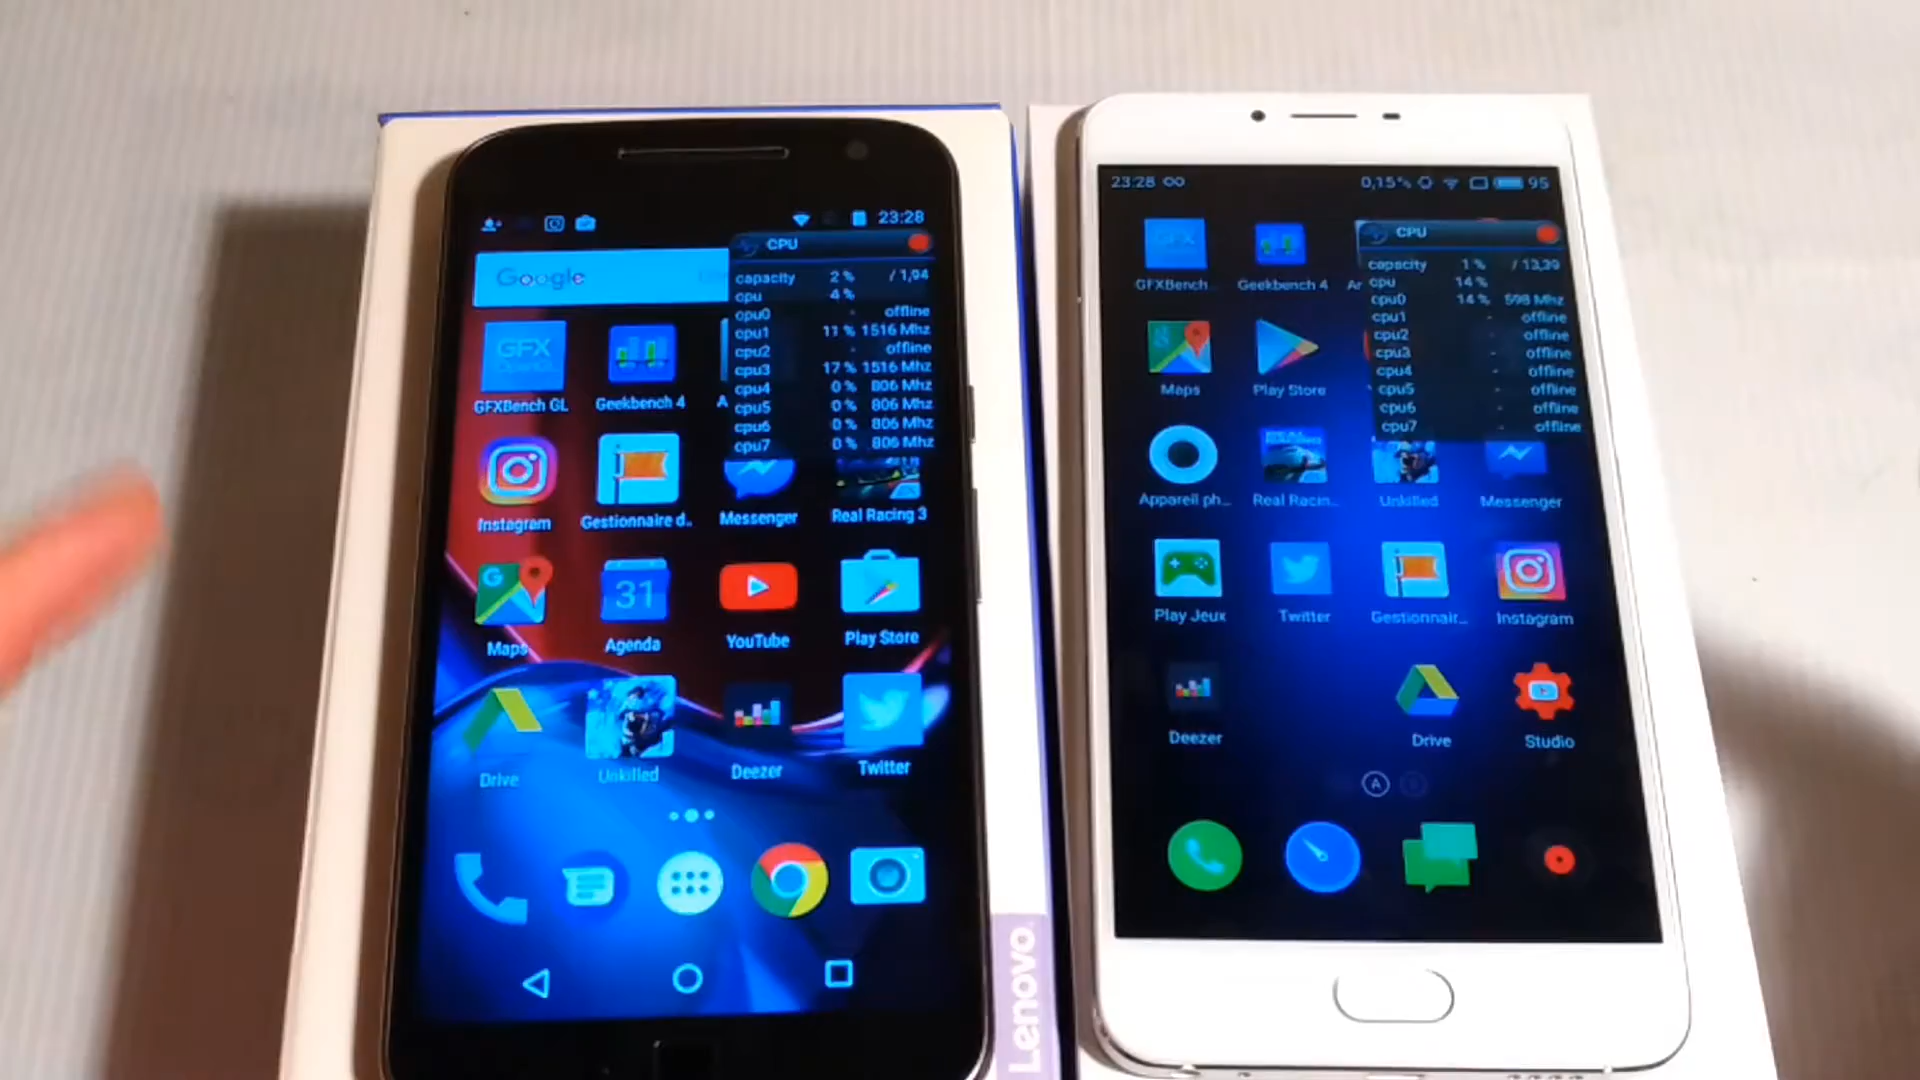 23:28
Google
CPU
capacity 2% / 1,94
cpu 4%
cpu0 - offline
cpu1 11% 1516 Mhz
cpu2 - offline
cpu3 17% 1516 Mhz
cpu4 0% 806 Mhz
cpu5 0% 806 Mhz
cpu6 0% 806 Mhz
cpu7 0% 806 Mhz
GFX
GFXBench GL
Geekbench 4
A
Instagram
Gestionnaire d..
Messenger
Real Racing 3
G
31
Maps
Agenda
YouTube
Play Store
Drive
Unkilled
Deezer
Twitter
Lenovo
23:28
0,15%
95
CPU
capacity 1% / 13,39
cpu 14%
cpu0 14% 598 Mhz
cpu1 - offline
cpu2 - offline
cpu3 - offline
cpu4 - offline
cpu5 - offline
cpu6 - offline
cpu7 - offline
GFX
GFXBench...
Geekbench 4
Ar
Maps
Play Store
Appareil ph...
Real Racin...
Unkilled
Messenger
Play Jeux
Twitter
Gestionnair...
Instagram
Deezer
Drive
Studio
A